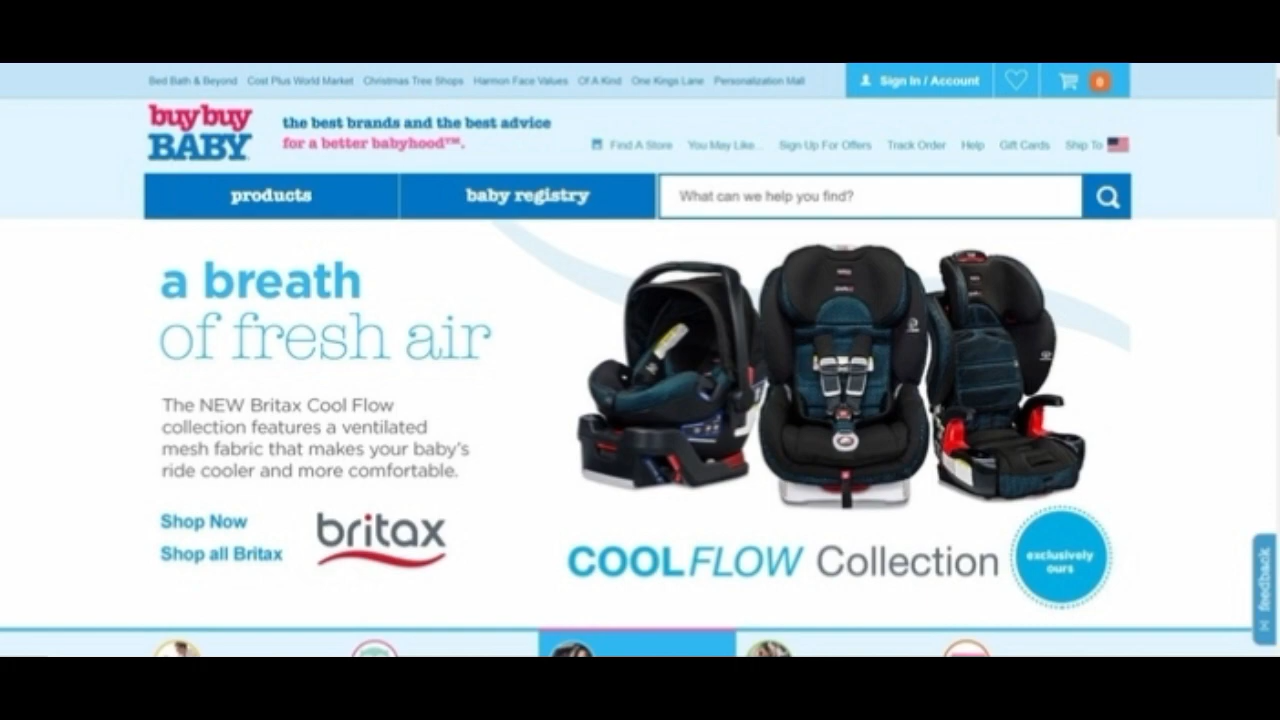 Bed Bath & Beyond Cost Plus World Market Christmas Tree Shops Harmon Face Values Of A Kind One Kings Lane Personalization Mall
Sign In / Account
0
buybuy
BABY
the best brands and the best advice
for a better babyhood™.
Find A Store You May Like... Sign Up For Offers Track Order Help Gift Cards Ship To
products
baby registry
What can we help you find?
a breath
of fresh air
The NEW Britax Cool Flow
collection features a ventilated
mesh fabric that makes your baby's
ride cooler and more comfortable.
Shop Now
Shop all Britax
britax
COOLFLOW Collection
exclusively
ours
feedback